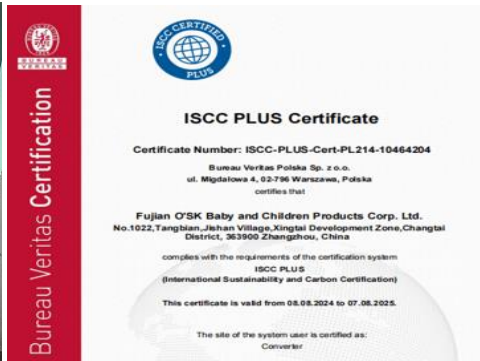 BUREAU
VERITAS
Bureau Veritas Certification
ISCC CERTIFIED
PLUS
ISCC PLUS Certificate
Certificate Number: ISCC-PLUS-Cert-PL214-10464204
Bureau Veritas Polska Sp. z o.o.
ul. Migdałowa 4, 02-796 Warszawa, Polska
certifies that
Fujian O'SK Baby and Children Products Corp. Ltd.
No.1022,Tangbian,Jishan Village,Xingtai Development Zone,Changtai
District, 363900 Zhangzhou, China
complies with the requirements of the certification system
ISCC PLUS
(International Sustainability and Carbon Certification)
This certificate is valid from 08.08.2024 to 07.08.2025.
The site of the system user is certified as:
Converter